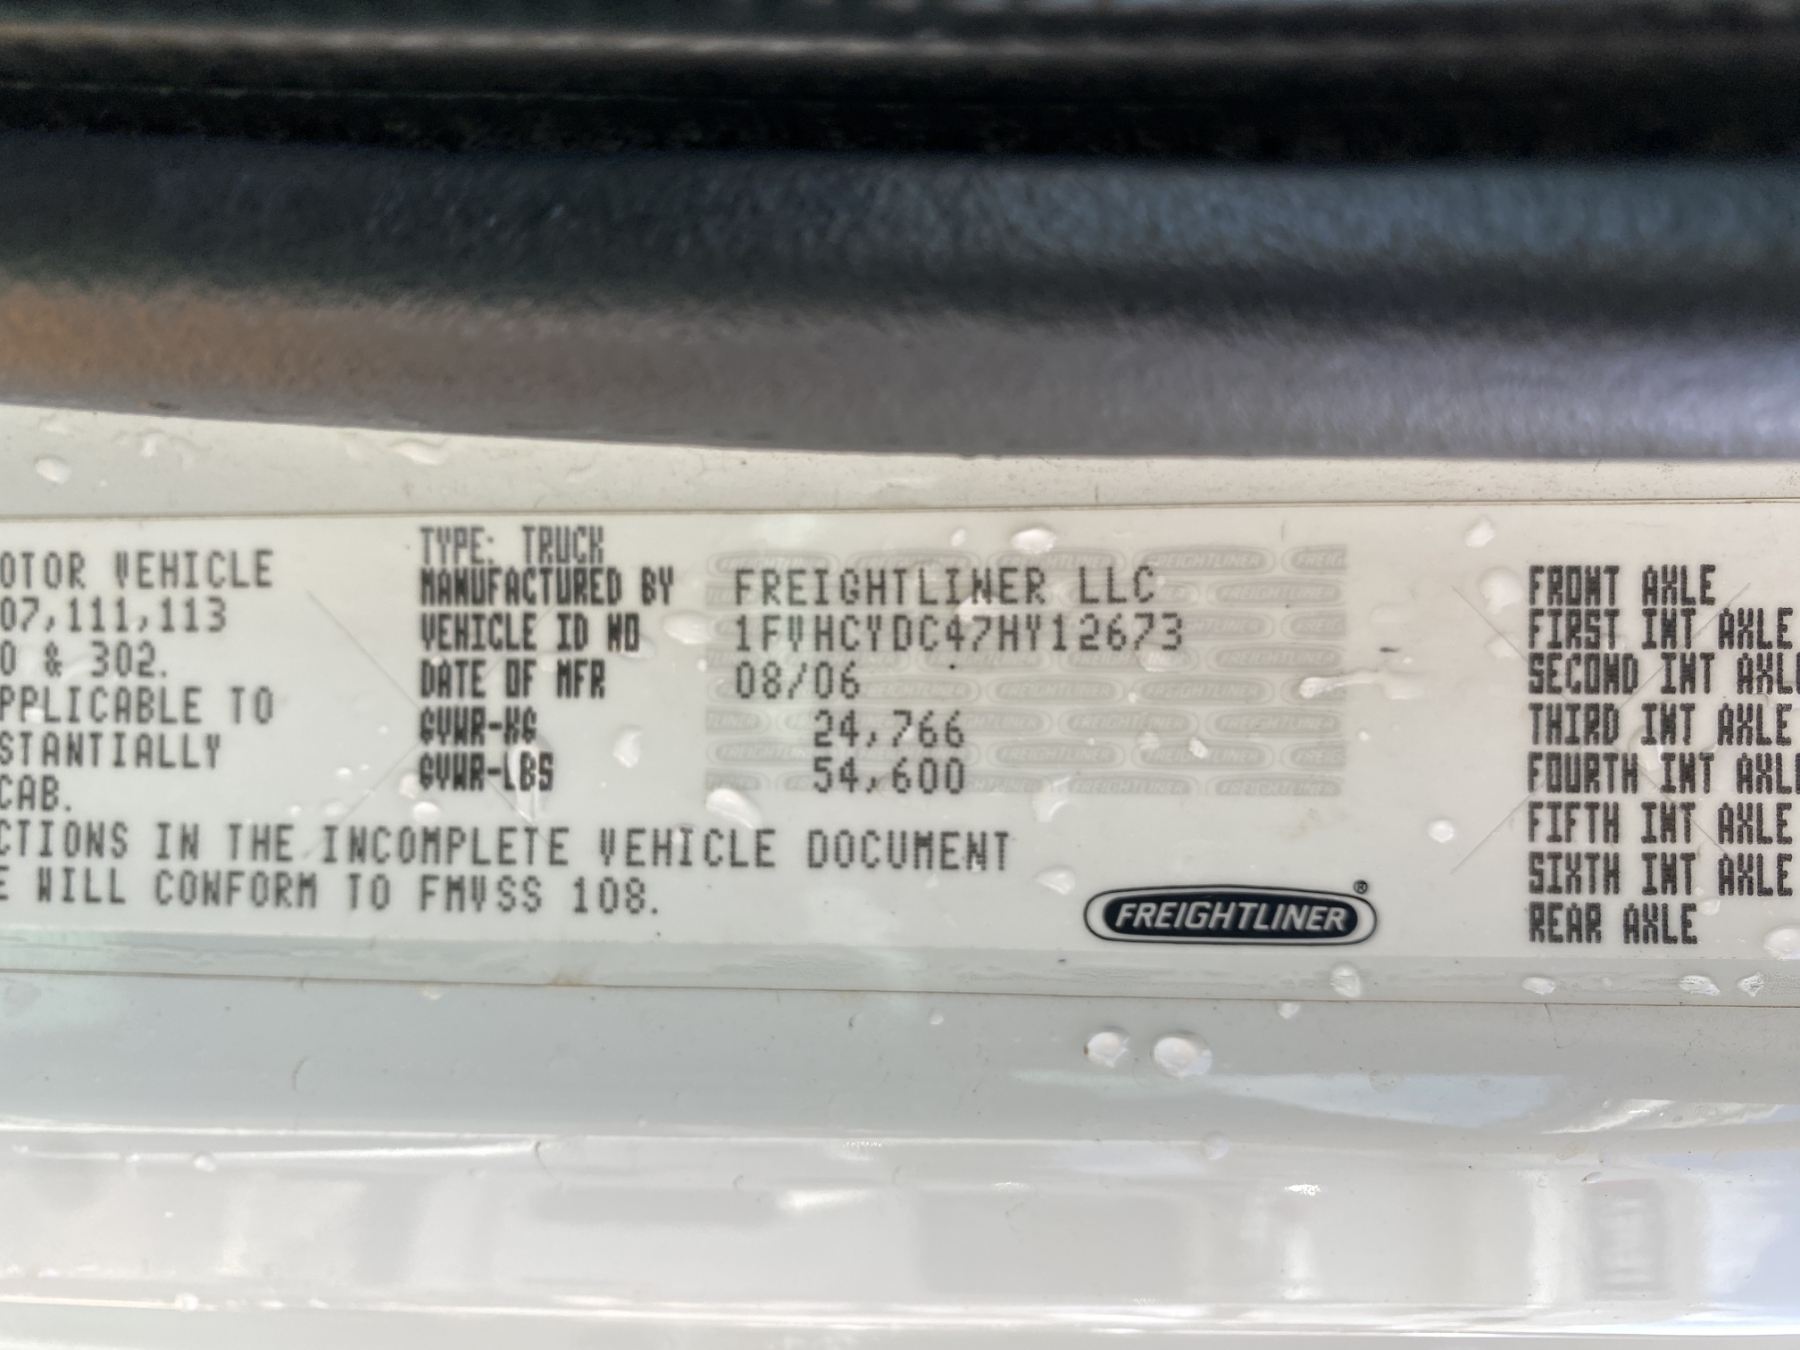 OTOR VEHICLE
07,111,113
0 & 302.
PPLICABLE TO
STANTIALLY
CAB.
CTIONS IN THE INCOMPLETE VEHICLE DOCUMENT
E WILL CONFORM TO FMVSS 108.
TYPE: TRUCK
MANUFACTURED BY FREIGHTLINER LLC
VEHICLE ID NO 1FVHCYDC47HY12673
DATE OF MFR 08/06
GVWR-KG 24,766
GVWR-LBS 54,600
FREIGHTLINER®
FRONT AXLE
FIRST INT AXLE
SECOND INT AXLE
THIRD INT AXLE
FOURTH INT AXLE
FIFTH INT AXLE
SIXTH INT AXLE
REAR AXLE